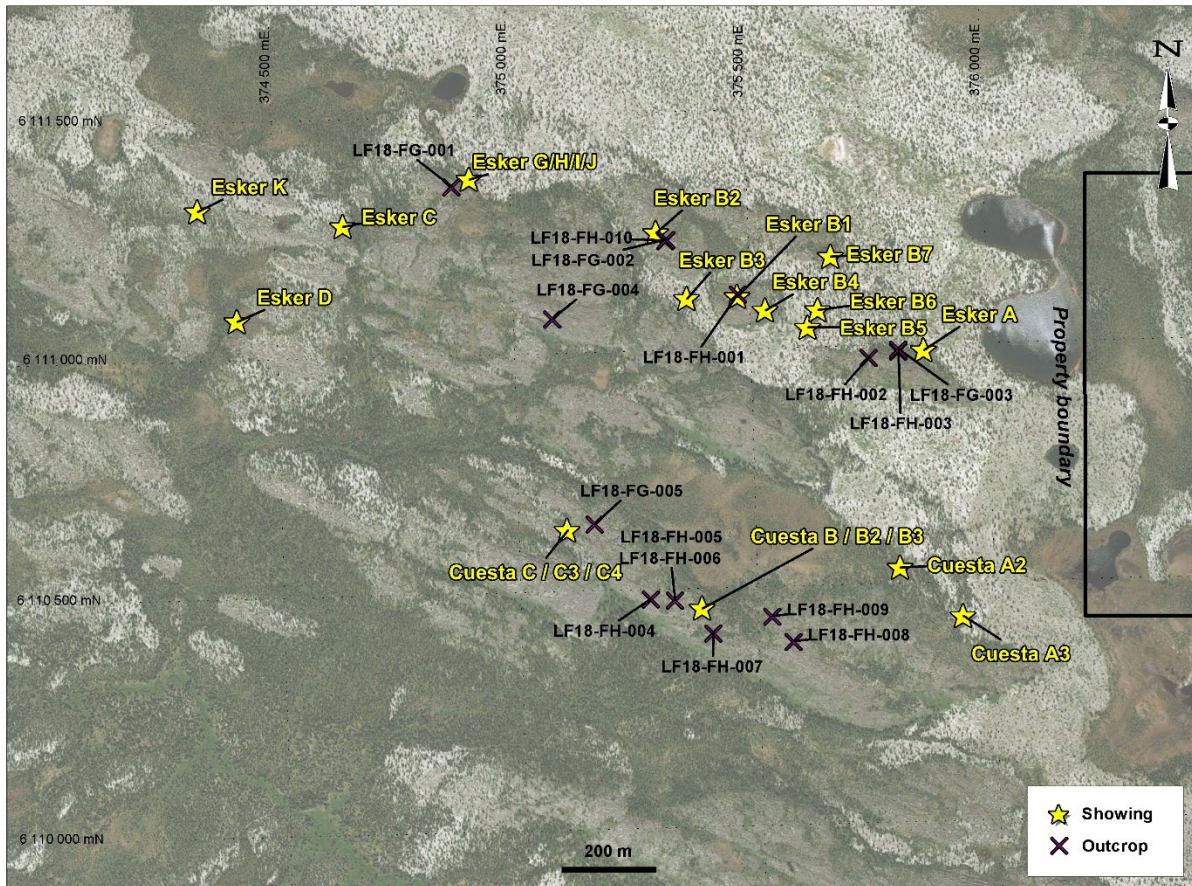 374 500 mE.
375 000 mE.
375 500 mE.
376 000 mE.
N
6 111 500 mN
LF18-FG-001
Esker G/H/I/J
Esker K
Esker C
Esker B2
Esker B1
LF18-FH-010
LF18-FG-002
Esker B7
Esker B3
Esker B4
Esker D
LF18-FG-004
Esker B6
Esker B5
Esker A
6 111 000 mN
LF18-FH-001
LF18-FH-002
LF18-FG-003
LF18-FH-003
Property boundary
LF18-FG-005
LF18-FH-005
LF18-FH-006
Cuesta B / B2 / B3
Cuesta C / C3 / C4
Cuesta A2
6 110 500 mN
LF18-FH-004
LF18-FH-009
LF18-FH-008
LF18-FH-007
Cuesta A3
Showing
Outcrop
6 110 000 mN
200 m